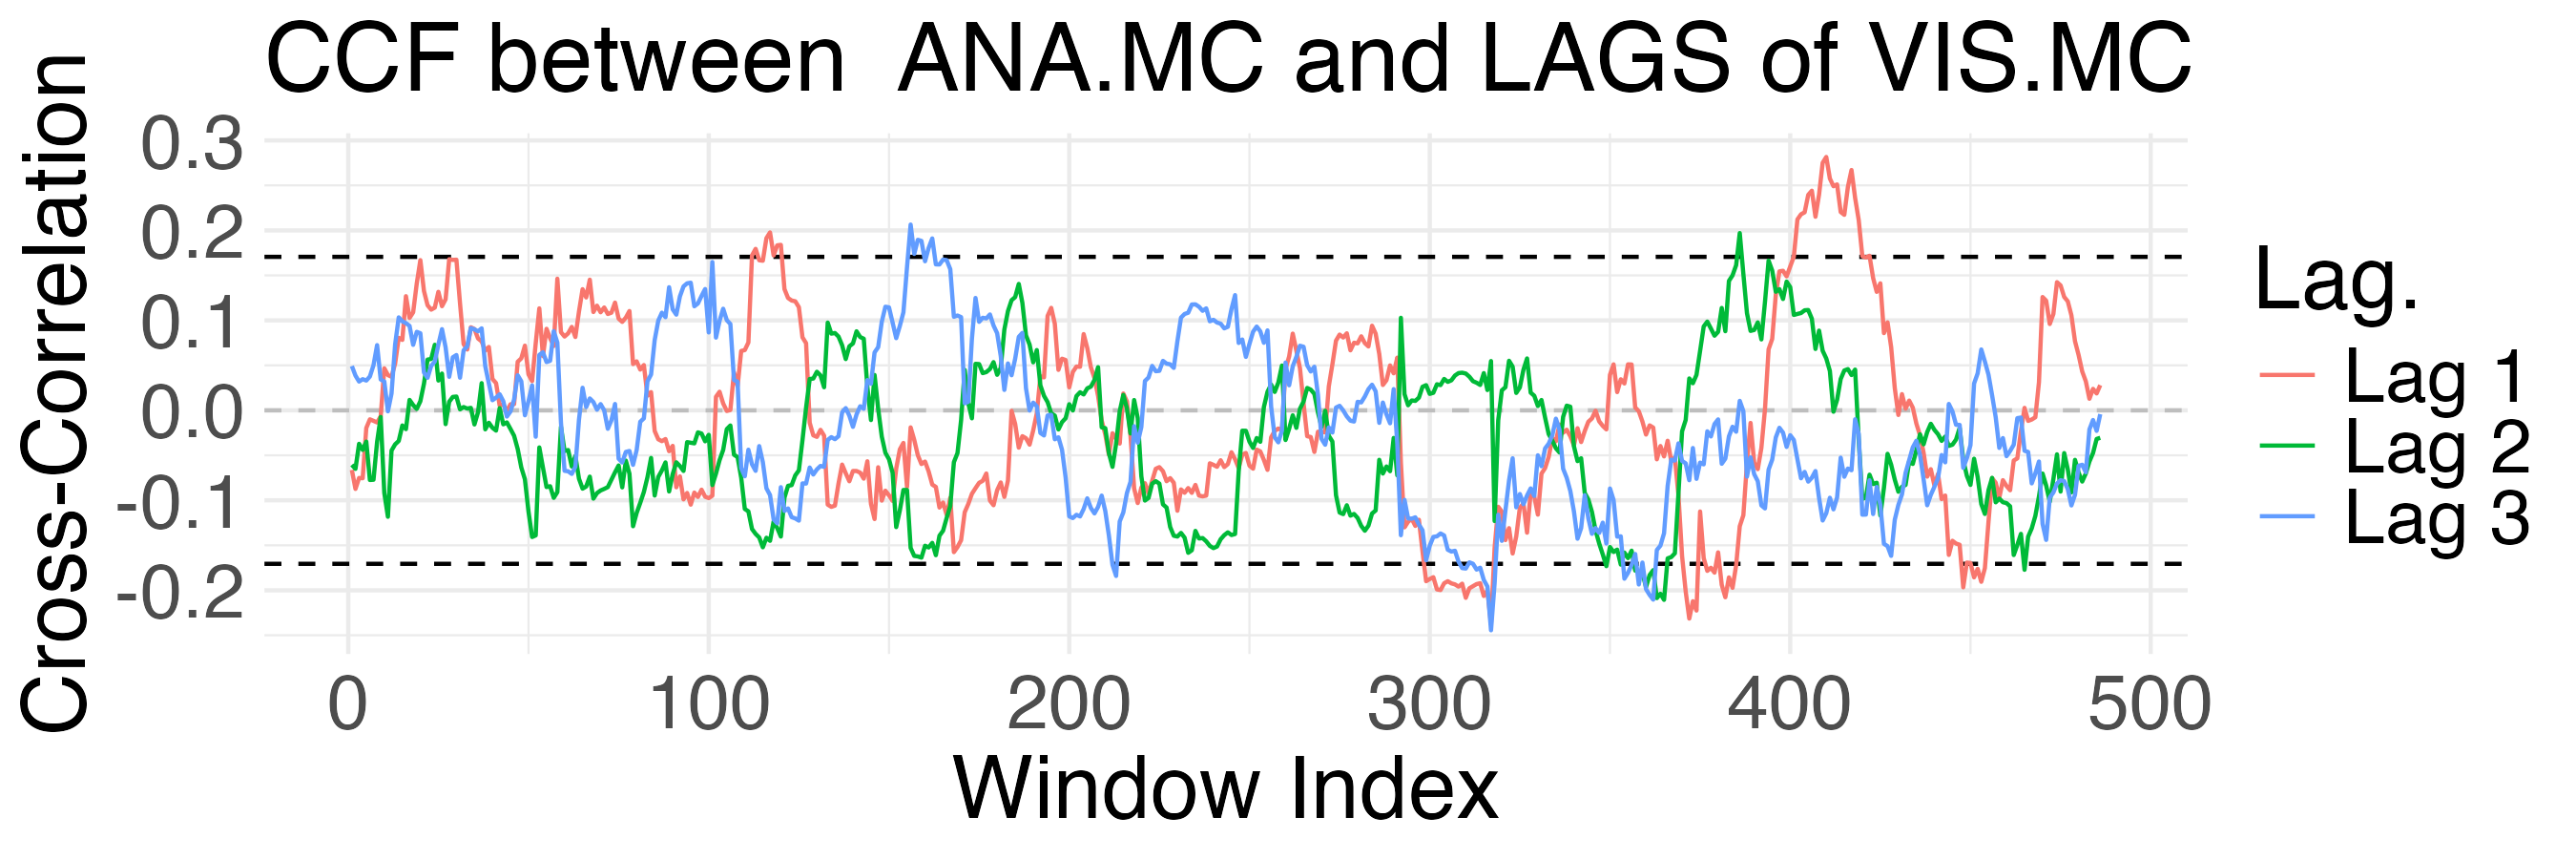 CCF between  ANA.MC and LAGS of VIS.MC
Cross-Correlation
0.3
0.2
0.1
0.0
-0.1
-0.2
0 100 200 300 400 500
Window Index
Lag.
Lag 1
Lag 2
Lag 3